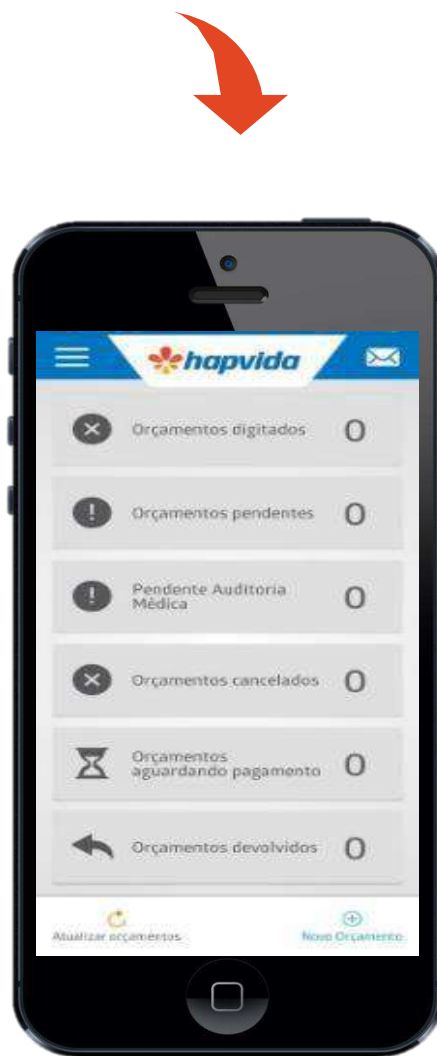 hapvida
Orçamentos digitados 0
Orçamentos pendentes 0
Pendente Auditoria
Médica 0
Orçamentos cancelados 0
Orçamentos
aguardando pagamento 0
Orçamentos devolvidos 0
Atualizar orçamentos
Novo Orçamento